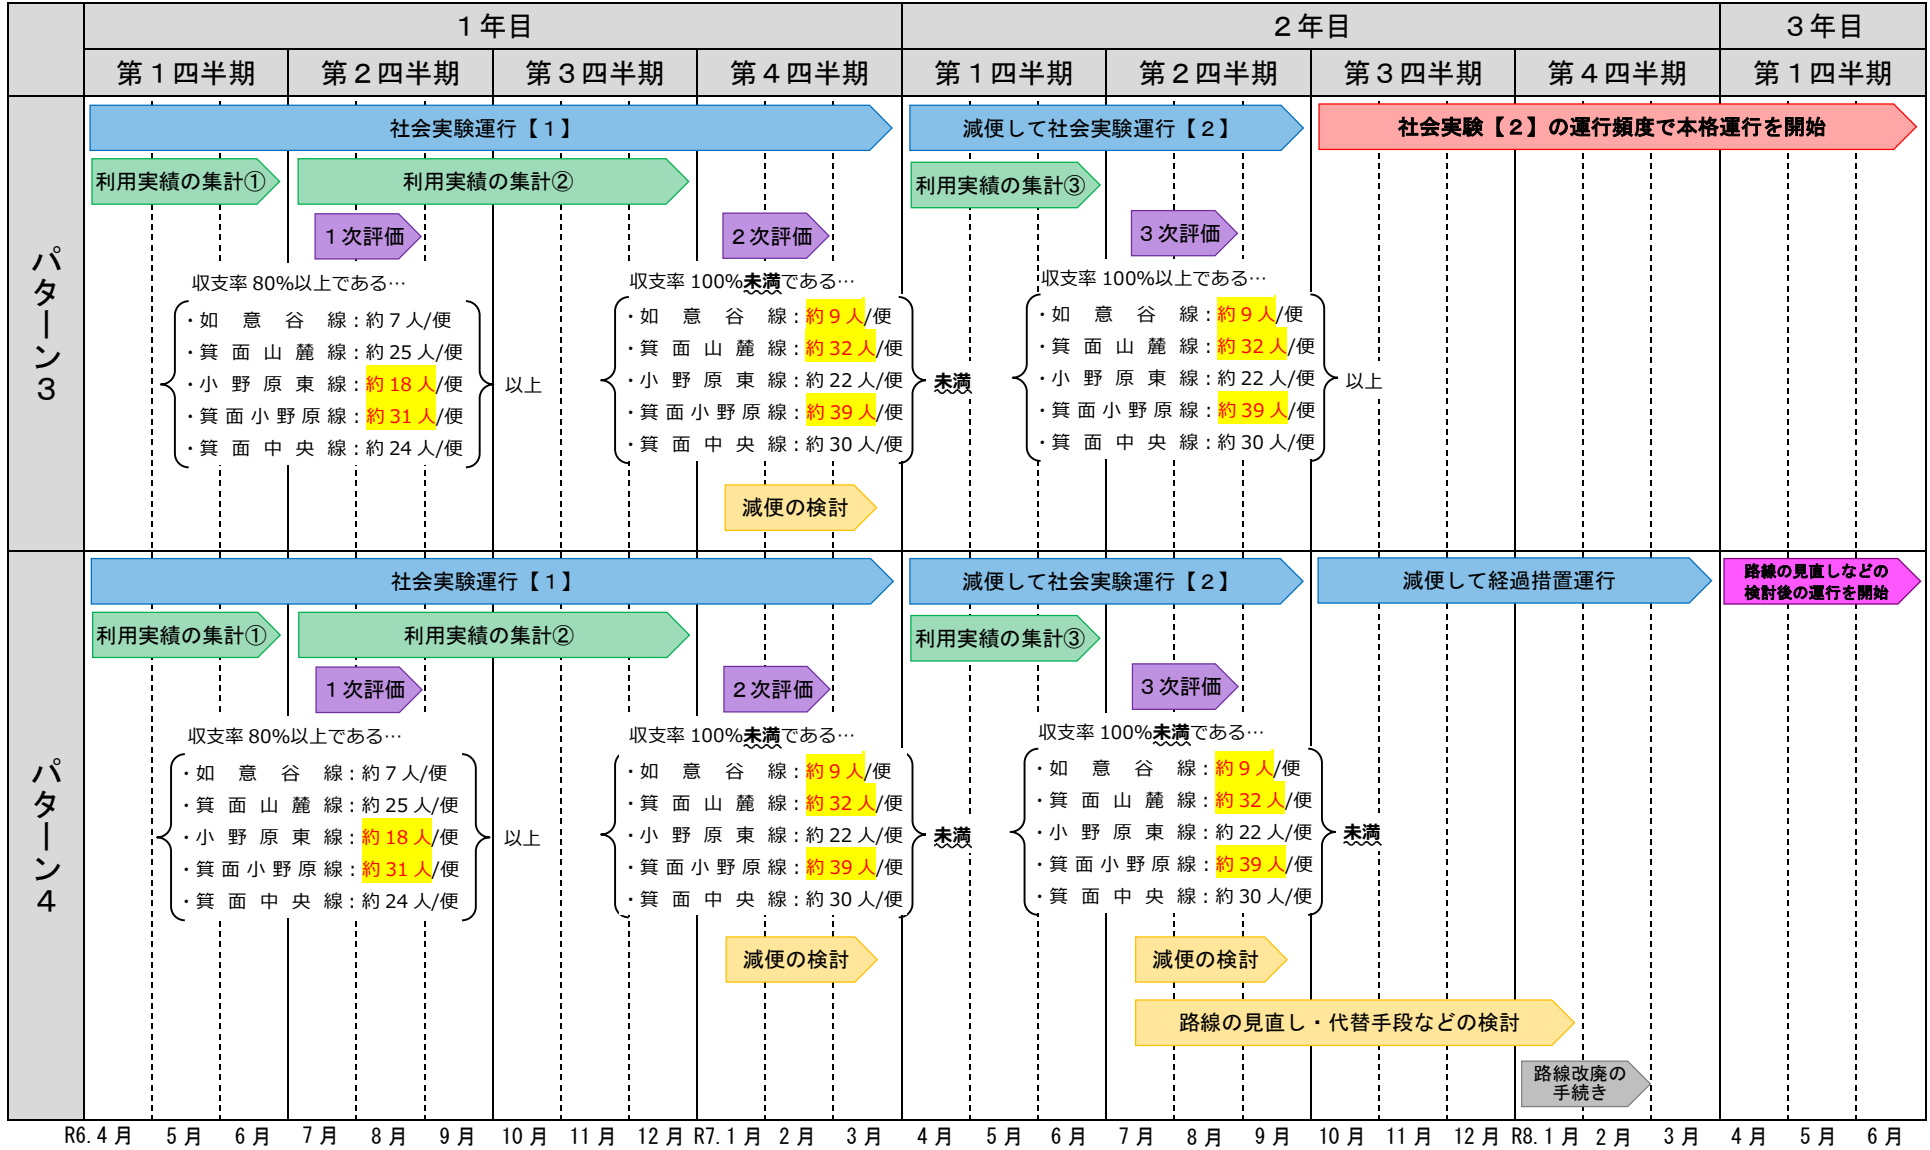 1年目
2年目
3年目
第1四半期
第2四半期
第3四半期
第4四半期
第1四半期
第2四半期
第3四半期
第4四半期
第1四半期
パターン3
社会実験運行【1】
減便して社会実験運行【2】
社会実験【2】の運行頻度で本格運行を開始
利用実績の集計①
利用実績の集計②
利用実績の集計③
1次評価
2次評価
3次評価
収支率 80%以上である…
・如意谷線：約 7 人/便
・箕面山麓線：約 25 人/便
・小野原東線：約 18 人/便
・箕面小野原線：約 31 人/便
・箕面中央線：約 24 人/便
以上
収支率 100%未満である…
・如意谷線：約 9 人/便
・箕面山麓線：約 32 人/便
・小野原東線：約 22 人/便
・箕面小野原線：約 39 人/便
・箕面中央線：約 30 人/便
未満
収支率 100%以上である…
・如意谷線：約 9 人/便
・箕面山麓線：約 32 人/便
・小野原東線：約 22 人/便
・箕面小野原線：約 39 人/便
・箕面中央線：約 30 人/便
以上
減便の検討
パターン4
社会実験運行【1】
減便して社会実験運行【2】
減便して経過措置運行
路線の見直しなどの
検討後の運行を開始
利用実績の集計①
利用実績の集計②
利用実績の集計③
1次評価
2次評価
3次評価
収支率 80%以上である…
・如意谷線：約 7 人/便
・箕面山麓線：約 25 人/便
・小野原東線：約 18 人/便
・箕面小野原線：約 31 人/便
・箕面中央線：約 24 人/便
以上
収支率 100%未満である…
・如意谷線：約 9 人/便
・箕面山麓線：約 32 人/便
・小野原東線：約 22 人/便
・箕面小野原線：約 39 人/便
・箕面中央線：約 30 人/便
未満
収支率 100%未満である…
・如意谷線：約 9 人/便
・箕面山麓線：約 32 人/便
・小野原東線：約 22 人/便
・箕面小野原線：約 39 人/便
・箕面中央線：約 30 人/便
未満
減便の検討
減便の検討
路線の見直し・代替手段などの検討
路線改廃の
手続き
R6.4月 5月 6月 7月 8月 9月 10月 11月 12月 R7.1月 2月 3月 4月 5月 6月 7月 8月 9月 10月 11月 12月 R8.1月 2月 3月 4月 5月 6月